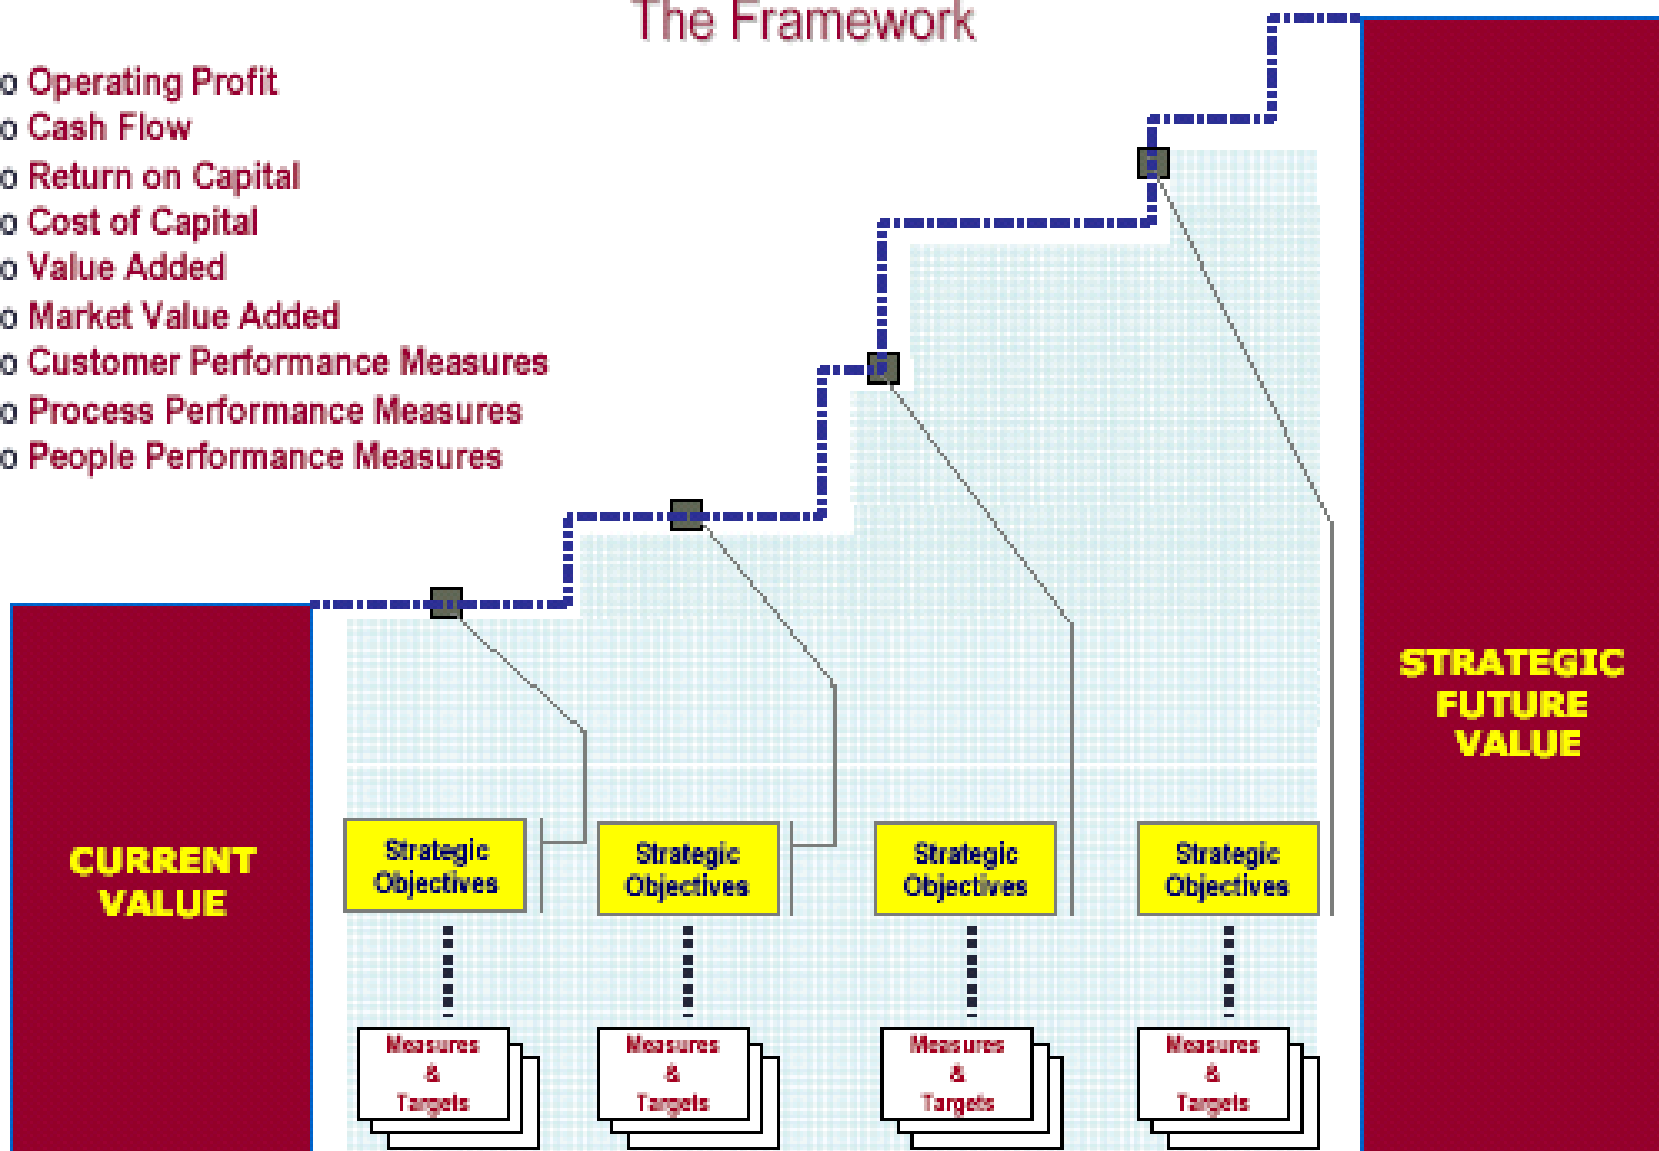 The Framework
o Operating Profit
o Cash Flow
o Return on Capital
o Cost of Capital
o Value Added
o Market Value Added
o Customer Performance Measures
o Process Performance Measures
o People Performance Measures
STRATEGIC
FUTURE
VALUE
CURRENT
VALUE
Strategic
Objectives
Strategic
Objectives
Strategic
Objectives
Strategic
Objectives
Measures
&
Targets
Measures
&
Targets
Measures
&
Targets
Measures
&
Targets